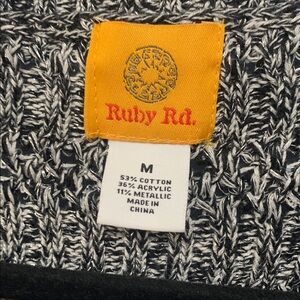 Ruby Rd.
M
53% COTTON
36% ACRYLIC
11% METALLIC
MADE IN
CHINA